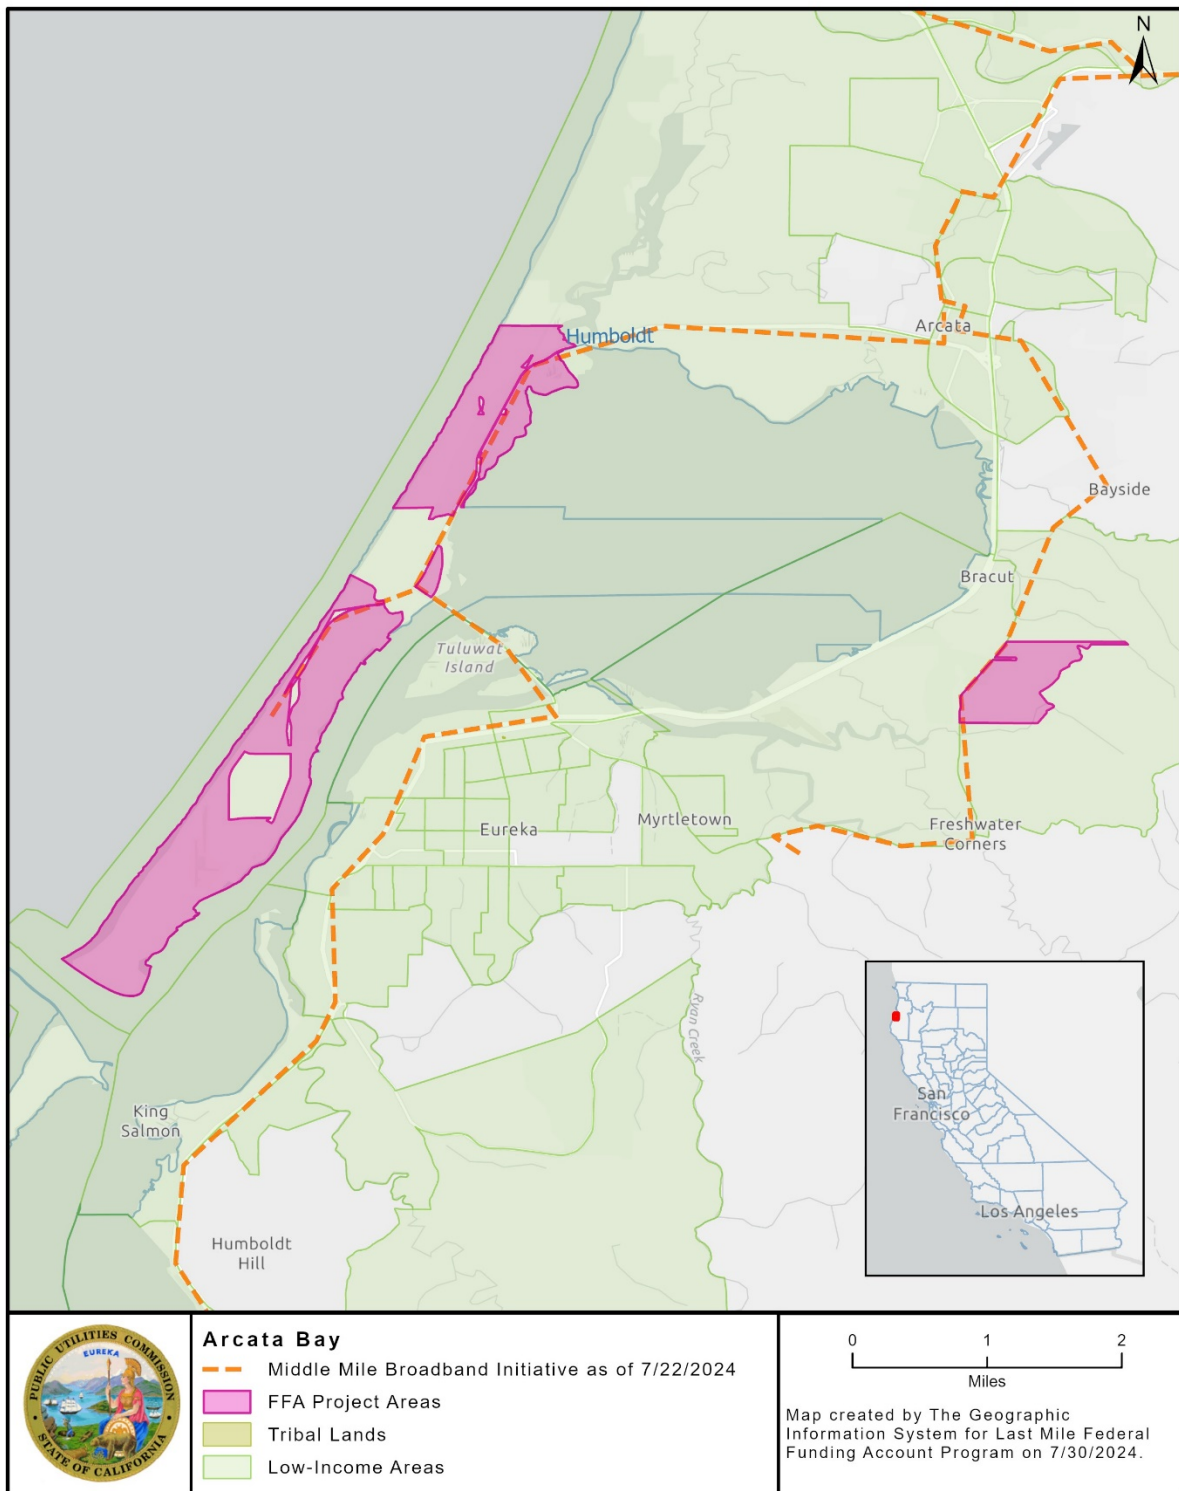 N
Humboldt
Arcata
Bayside
Bracut
Tuluwat
Island
Eureka
Myrtletown
Freshwater
Corners
Ryan Creek
King
Salmon
Humboldt
Hill
San
Francisco
Los Angeles
PUBLIC UTILITIES COMMISSION
EUREKA
STATE OF CALIFORNIA
Arcata Bay
Middle Mile Broadband Initiative as of 7/22/2024
FFA Project Areas
Tribal Lands
Low-Income Areas
0 1 2
Miles
Map created by The Geographic
Information System for Last Mile Federal
Funding Account Program on 7/30/2024.